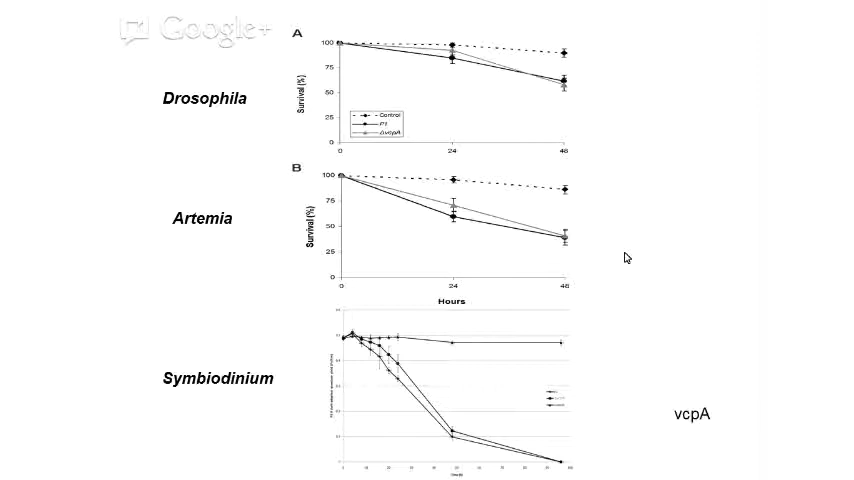 Google+
A
Drosophila
Survival (%)
100
75
50
25
0
Control
P1
ΔvcpA
0 24 48
B
Artemia
Survival (%)
100
75
50
25
0
0 24 48
Hours
Symbiodinium
vcpA